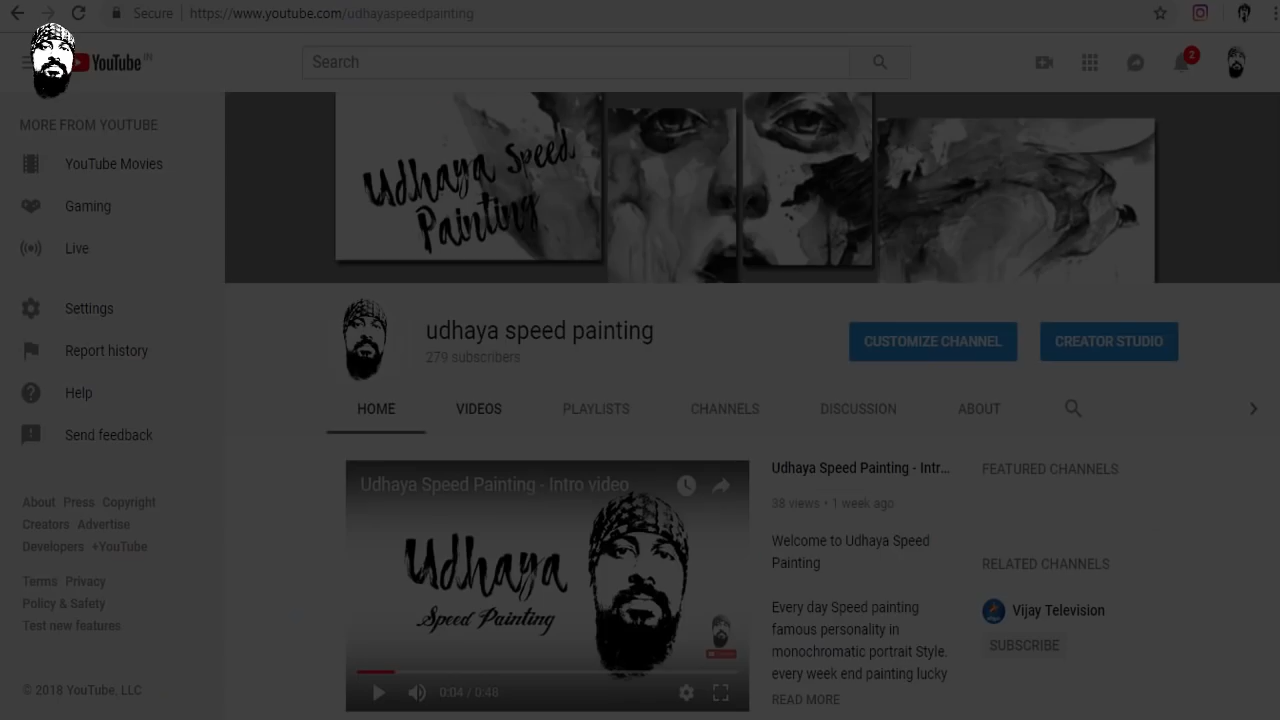 Secure
https://www.youtube.com/udhayaspeedpainting
YouTube IN
Search
2
MORE FROM YOUTUBE
YouTube Movies
Gaming
Live
Settings
Report history
Help
Send feedback
About Press Copyright
Creators Advertise
Developers +YouTube
Terms Privacy
Policy & Safety
Test new features
© 2018 YouTube, LLC
Udhaya Speed
Painting
udhaya speed painting
279 subscribers
CUSTOMIZE CHANNEL
CREATOR STUDIO
HOME
VIDEOS
PLAYLISTS
CHANNELS
DISCUSSION
ABOUT
Udhaya Speed Painting - Intro video
Udhaya
Speed Painting
0:04 / 0:48
Udhaya Speed Painting - Intr...
38 views • 1 week ago
Welcome to Udhaya Speed
Painting
Every day Speed painting
famous personality in
monochromatic portrait Style.
every week end painting lucky
READ MORE
FEATURED CHANNELS
RELATED CHANNELS
Vijay Television
SUBSCRIBE